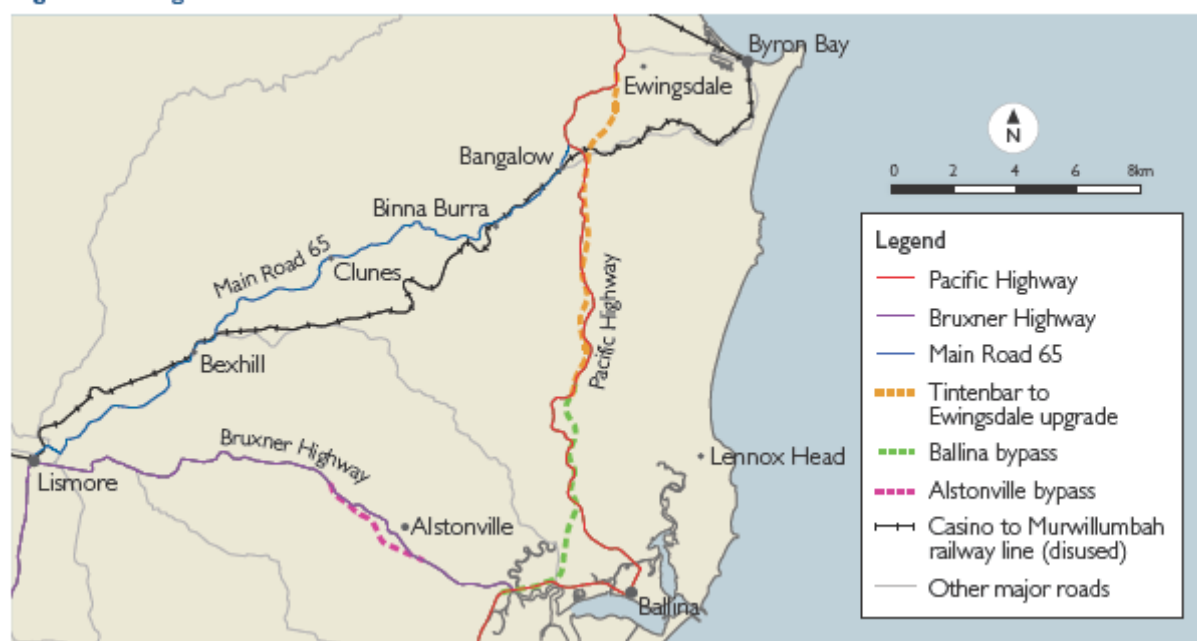 Byron Bay
Ewingsdale
Bangalow
Binna Burra
Main Road 65
Clunes
Pacific Highway
Bexhill
Bruxner Highway
Lismore
Lennox Head
Alstonville
Ballina
N
0 2 4 6 8km
Legend
Pacific Highway
Bruxner Highway
Main Road 65
Tintenbar to
Ewingsdale upgrade
Ballina bypass
Alstonville bypass
Casino to Murwillumbah
railway line (disused)
Other major roads